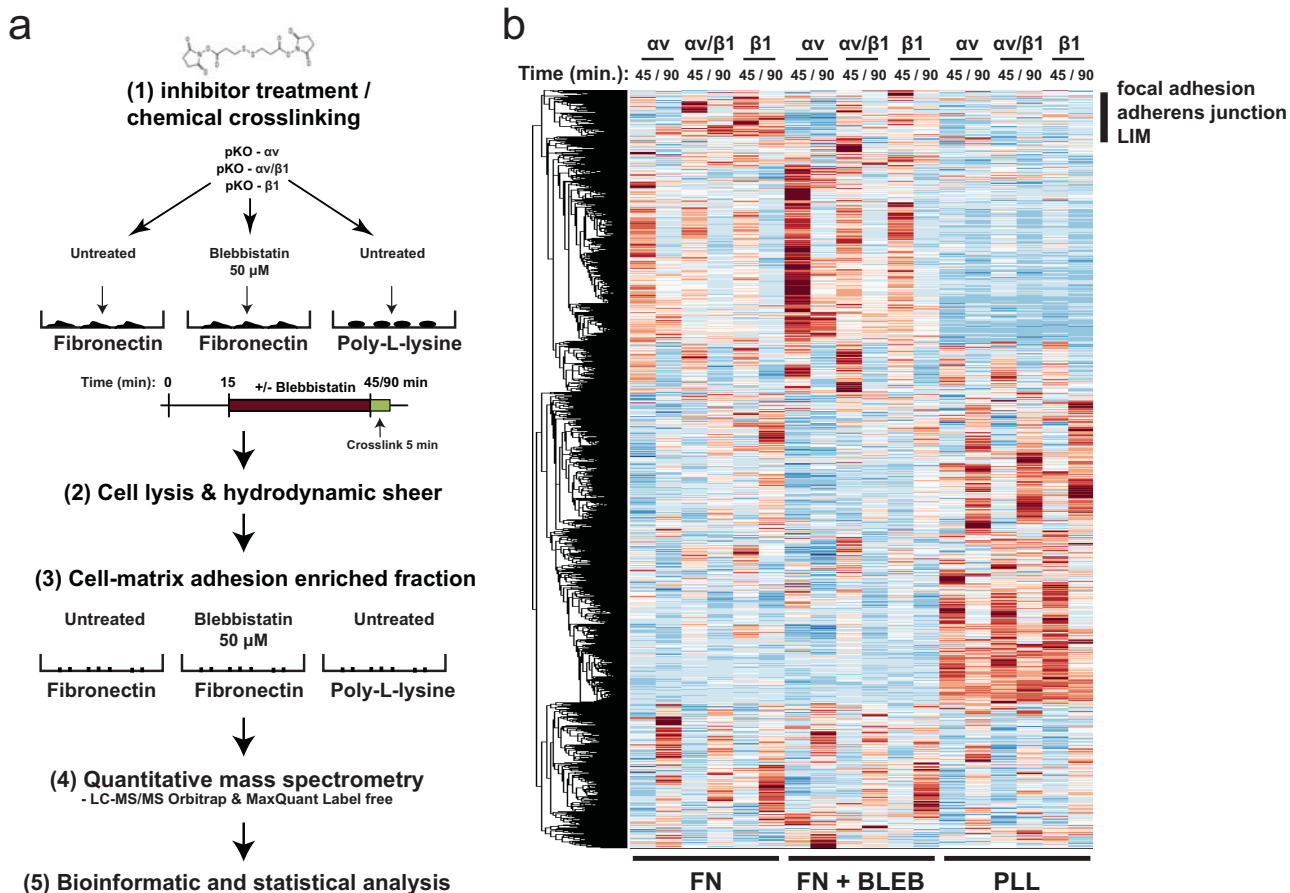 a
(1) inhibitor treatment /
chemical crosslinking
pKO - αv
pKO - αv/β1
pKO - β1
Untreated
Blebbistatin
50 µM
Untreated
Fibronectin
Fibronectin
Poly-L-lysine
Time (min): 0 15 +/- Blebbistatin 45/90 min
Crosslink 5 min
(2) Cell lysis & hydrodynamic sheer
(3) Cell-matrix adhesion enriched fraction
Untreated
Blebbistatin
50 µM
Untreated
Fibronectin
Fibronectin
Poly-L-lysine
(4) Quantitative mass spectrometry
- LC-MS/MS Orbitrap & MaxQuant Label free
(5) Bioinformatic and statistical analysis
b
αv αv/β1 β1 αv αv/β1 β1 αv αv/β1 β1
Time (min.): 45 / 90 45 / 90 45 / 90 45 / 90 45 / 90 45 / 90 45 / 90 45 / 90 45 / 90
focal adhesion
adherens junction
LIM
FN FN + BLEB PLL